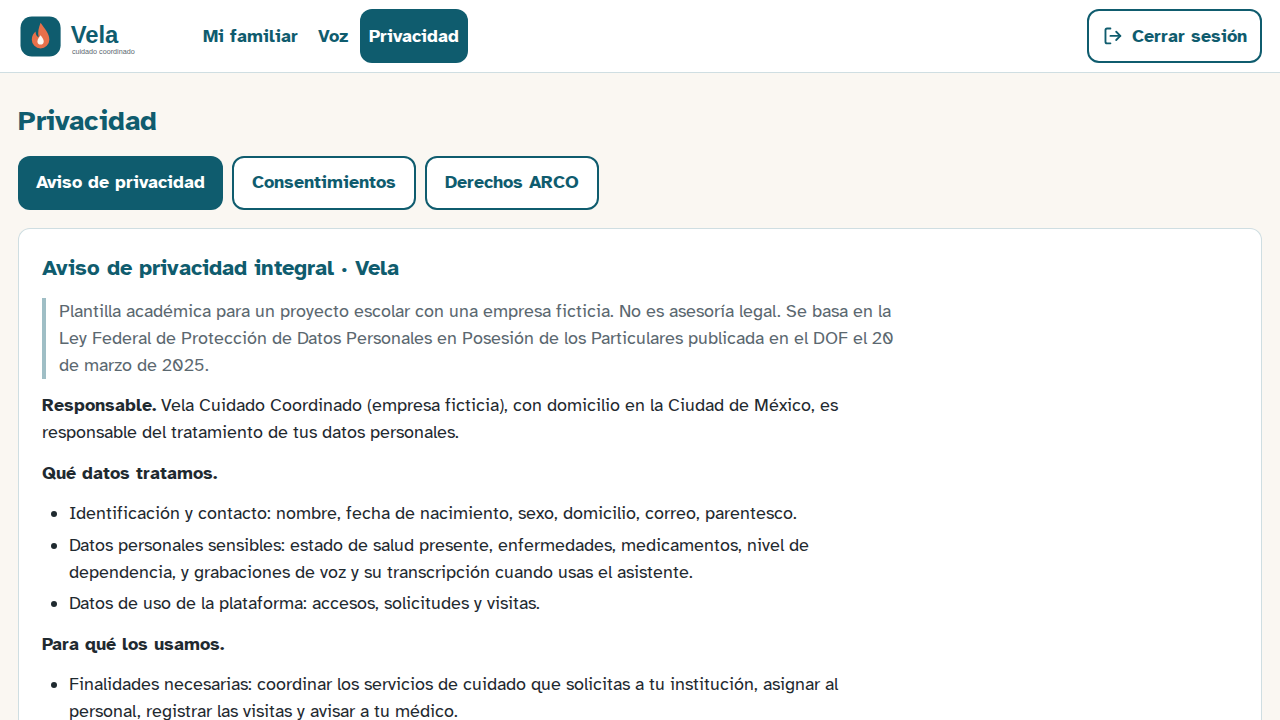 Vela
cuidado coordinado
Mi familiar
Voz
Privacidad
Cerrar sesión
Privacidad
Aviso de privacidad
Consentimientos
Derechos ARCO
Aviso de privacidad integral · Vela
Plantilla académica para un proyecto escolar con una empresa ficticia. No es asesoría legal. Se basa en la
Ley Federal de Protección de Datos Personales en Posesión de los Particulares publicada en el DOF el 20
de marzo de 2025.
Responsable. Vela Cuidado Coordinado (empresa ficticia), con domicilio en la Ciudad de México, es
responsable del tratamiento de tus datos personales.
Qué datos tratamos.
• Identificación y contacto: nombre, fecha de nacimiento, sexo, domicilio, correo, parentesco.
• Datos personales sensibles: estado de salud presente, enfermedades, medicamentos, nivel de
dependencia, y grabaciones de voz y su transcripción cuando usas el asistente.
• Datos de uso de la plataforma: accesos, solicitudes y visitas.
Para qué los usamos.
• Finalidades necesarias: coordinar los servicios de cuidado que solicitas a tu institución, asignar al
personal, registrar las visitas y avisar a tu médico.